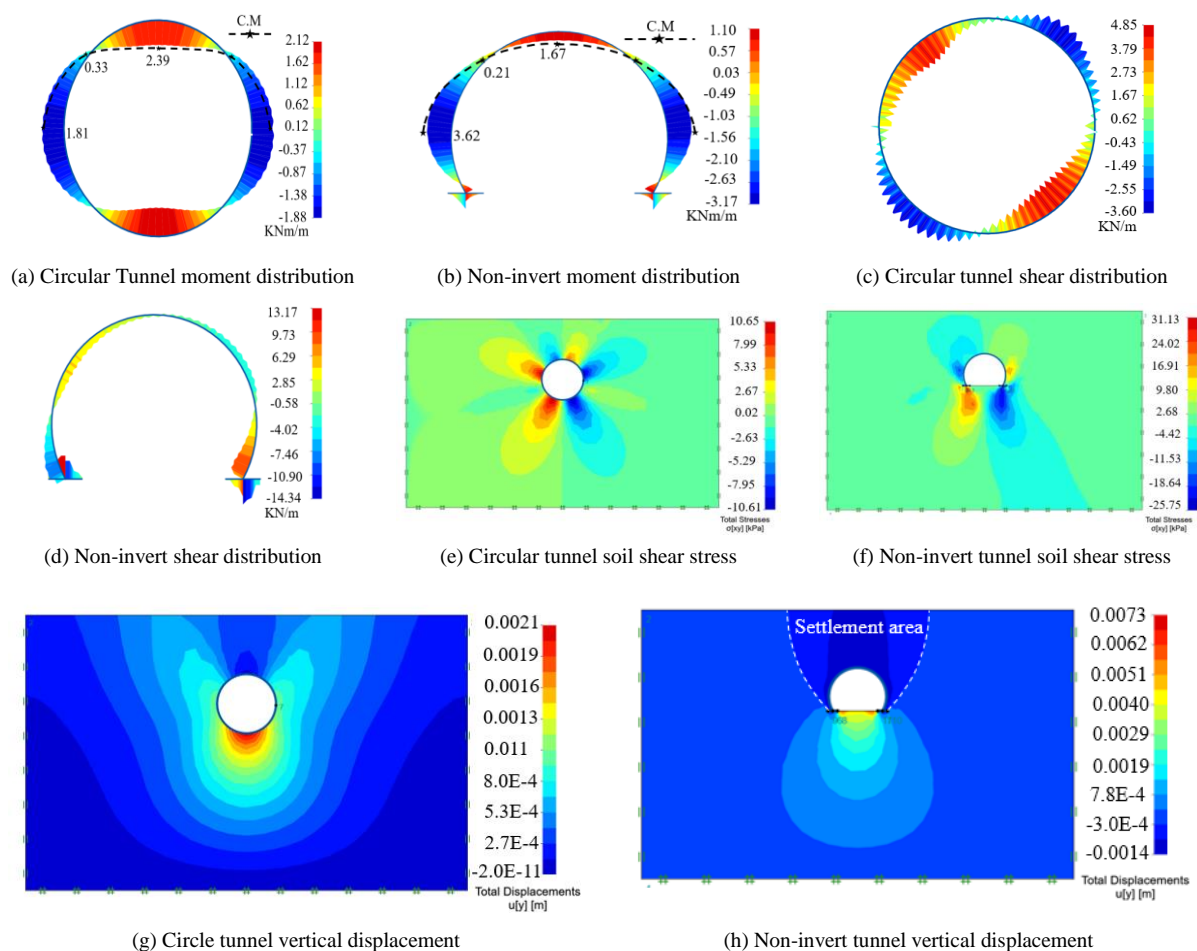 C.M
2.12
1.62
1.12
0.62
0.12
-0.37
-0.87
-1.38
-1.88
KNm/m
0.33
2.39
1.81
(a) Circular Tunnel moment distribution
C.M
1.10
0.57
0.03
-0.49
-1.03
-1.56
-2.10
-2.63
-3.17
KNm/m
0.21
1.67
3.62
(b) Non-invert moment distribution
4.85
3.79
2.73
1.67
0.62
-0.43
-1.49
-2.55
-3.60
KN/m
(c) Circular tunnel shear distribution
13.17
9.73
6.29
2.85
-0.58
-4.02
-7.46
-10.90
-14.34
KN/m
(d) Non-invert shear distribution
10.65
7.99
5.33
2.67
0.02
-2.63
-5.29
-7.95
-10.61
Total Stresses
σ[xy] [kPa]
(e) Circular tunnel soil shear stress
31.13
24.02
16.91
9.80
2.68
-4.42
-11.53
-18.64
-25.75
Total Stresses
σ[xy] [kPa]
(f) Non-invert tunnel soil shear stress
0.0021
0.0019
0.0016
0.0013
0.011
8.0E-4
5.3E-4
2.7E-4
-2.0E-11
Total Displacements
u[y] [m]
(g) Circle tunnel vertical displacement
Settlement area
0.0073
0.0062
0.0051
0.0040
0.0029
0.0019
7.8E-4
-3.0E-4
-0.0014
Total Displacements
u[y] [m]
(h) Non-invert tunnel vertical displacement